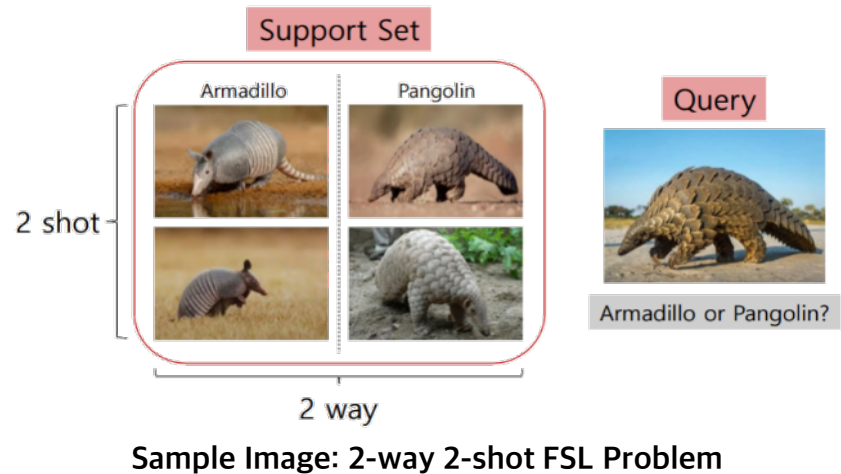 Support Set
Armadillo
Pangolin
2 shot
2 way
Query
Armadillo or Pangolin?
Sample Image: 2-way 2-shot FSL Problem